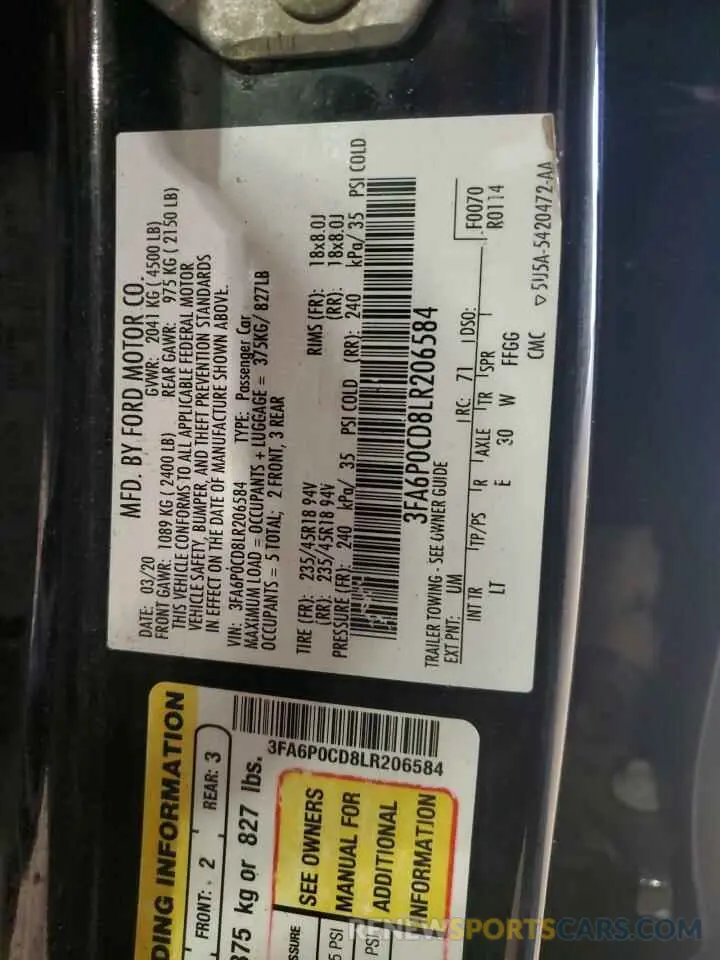 MFD. BY FORD MOTOR CO.
DATE: 03/20 GVWR: 2041 KG ( 4500 LB)
FRONT GAWR: 1089 KG ( 2400 LB) REAR GAWR: 975 KG ( 2150 LB)
THIS VEHICLE CONFORMS TO ALL APPLICABLE FEDERAL MOTOR
VEHICLE SAFETY, BUMPER, AND THEFT PREVENTION STANDARDS
IN EFFECT ON THE DATE OF MANUFACTURE SHOWN ABOVE.
VIN: 3FA6P0CD8LR206584 TYPE: Passenger Car
MAXIMUM LOAD = OCCUPANTS + LUGGAGE = 375KG/ 827LB
OCCUPANTS = 5 TOTAL; 2 FRONT, 3 REAR
TIRE (FR): 235/45R18 94V RIMS (FR): 18x8.0J
(RR): 235/45R18 94V (RR): 18x8.0J
PRESSURE (FR): 240 kPa/ 35 PSI COLD (RR): 240 kPa/ 35 PSI COLD
3FA6P0CD8LR206584
TRAILER TOWING - SEE OWNER GUIDE
F0070
R0114
EXT PNT: UM RC: 71 DSO:
INT TR TP/PS R AXLE TR SPR
LT E 30 W FFGG
CMC 5U5A-5420472-AA
3FA6P0CD8LR206584
DING INFORMATION
FRONT: 2 REAR: 3
375 kg or 827 lbs.
SSURE
5 PSI
PSI
SEE OWNERS
MANUAL FOR
ADDITIONAL
INFORMATION
RENEWSPORTSCARS.COM